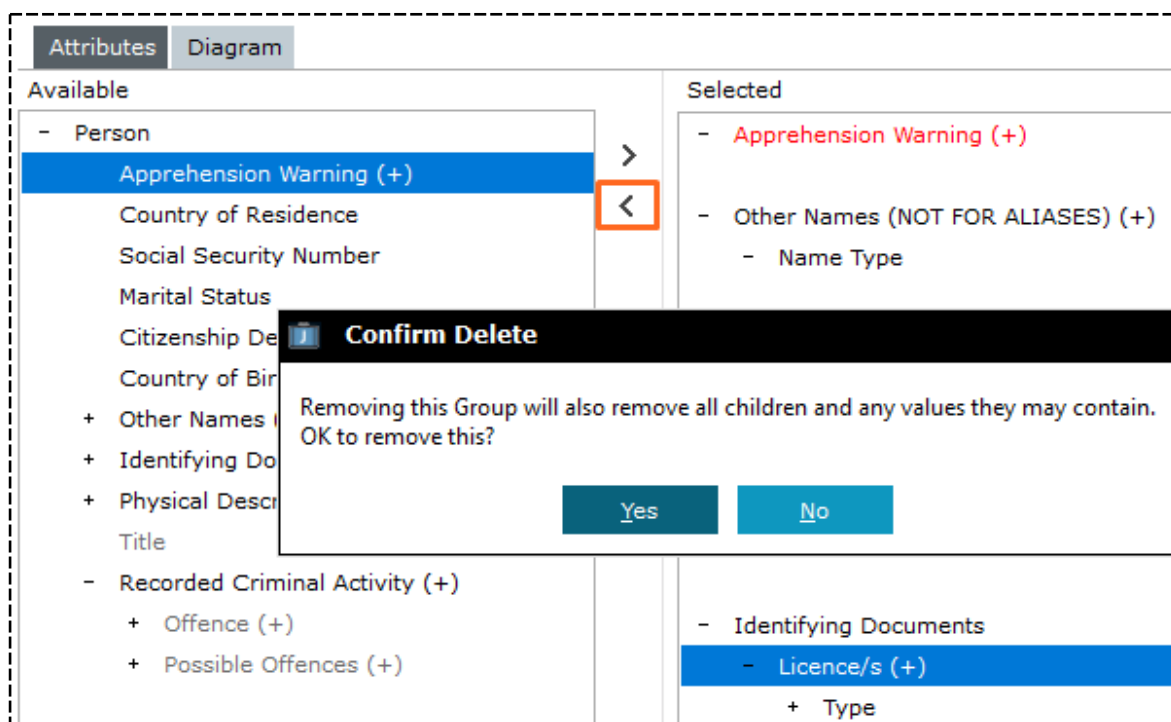 Attributes Diagram
Available
Selected
- Person
Apprehension Warning (+)
Country of Residence
Social Security Number
Marital Status
Citizenship De
Country of Bir
+ Other Names (
+ Identifying Do
+ Physical Descr
Title
- Recorded Criminal Activity (+)
+ Offence (+)
+ Possible Offences (+)
>
<
- Apprehension Warning (+)
- Other Names (NOT FOR ALIASES) (+)
- Name Type
Confirm Delete
Removing this Group will also remove all children and any values they may contain.
OK to remove this?
Yes No
- Identifying Documents
- Licence/s (+)
+ Type